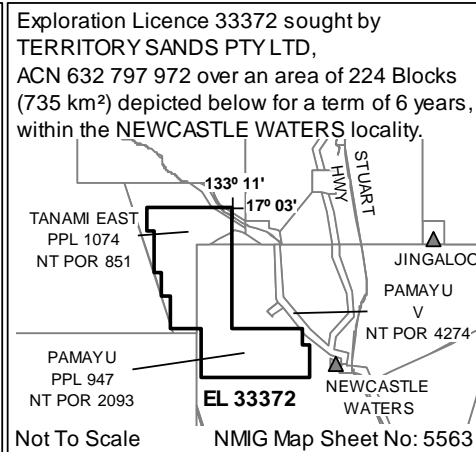 Exploration Licence 33372 sought by
TERRITORY SANDS PTY LTD,
ACN 632 797 972 over an area of 224 Blocks
(735 km²) depicted below for a term of 6 years,
within the NEWCASTLE WATERS locality.
133º 11'
17º 03'
STUART
HWY
TANAMI EAST
PPL 1074
NT POR 851
JINGALOO
PAMAYU
V
NT POR 4274
PAMAYU
PPL 947
NT POR 2093
EL 33372
NEWCASTLE
WATERS
Not To Scale
NMIG Map Sheet No: 5563